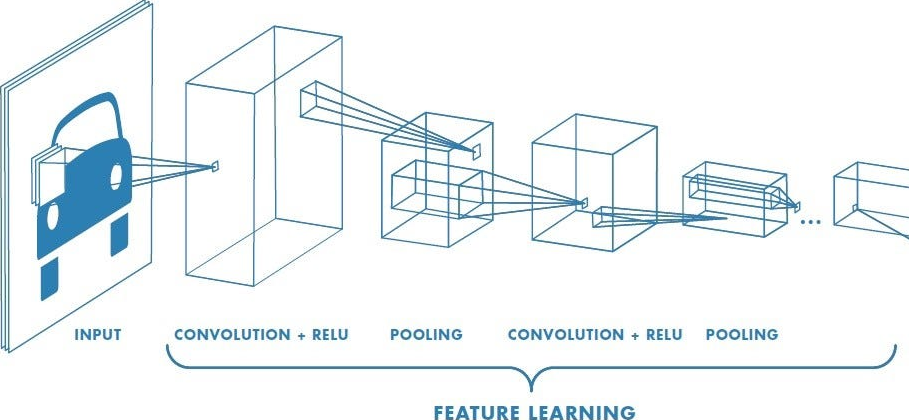 INPUT
CONVOLUTION + RELU
POOLING
CONVOLUTION + RELU
POOLING
...
FEATURE LEARNING